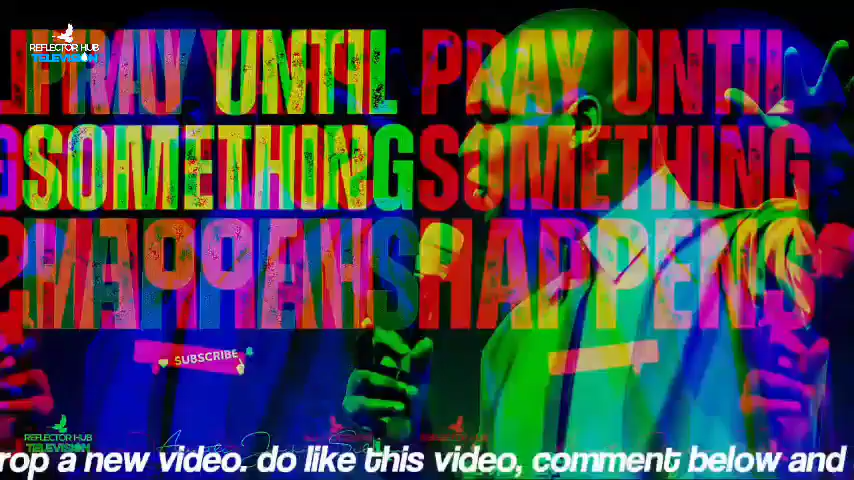 REFLECTOR HUB
TELEVISION
PRAY UNTIL PRAY UNTIL
SOMETHING SOMETHING
HAPPENS
SUBSCRIBE
REFLECTOR HUB
TELEVISION
rop a new video. do like this video, comment below and